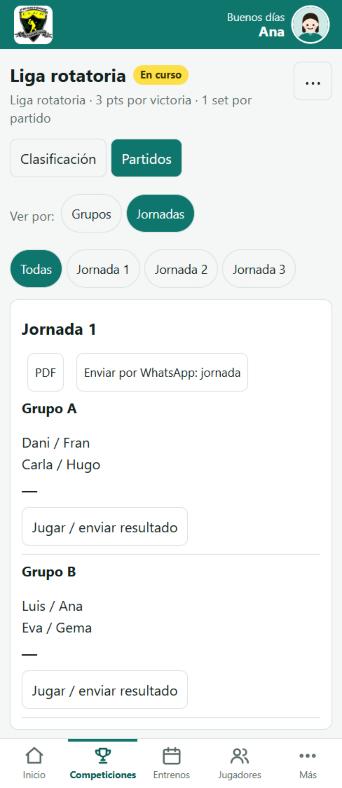 Buenos días
Ana
Liga rotatoria En curso
...
Liga rotatoria · 3 pts por victoria · 1 set por
partido
Clasificación Partidos
Ver por: Grupos Jornadas
Todas Jornada 1 Jornada 2 Jornada 3
Jornada 1
PDF Enviar por WhatsApp: jornada
Grupo A
Dani / Fran
Carla / Hugo
—
Jugar / enviar resultado
Grupo B
Luis / Ana
Eva / Gema
—
Jugar / enviar resultado
Inicio Competiciones Entrenos Jugadores Más